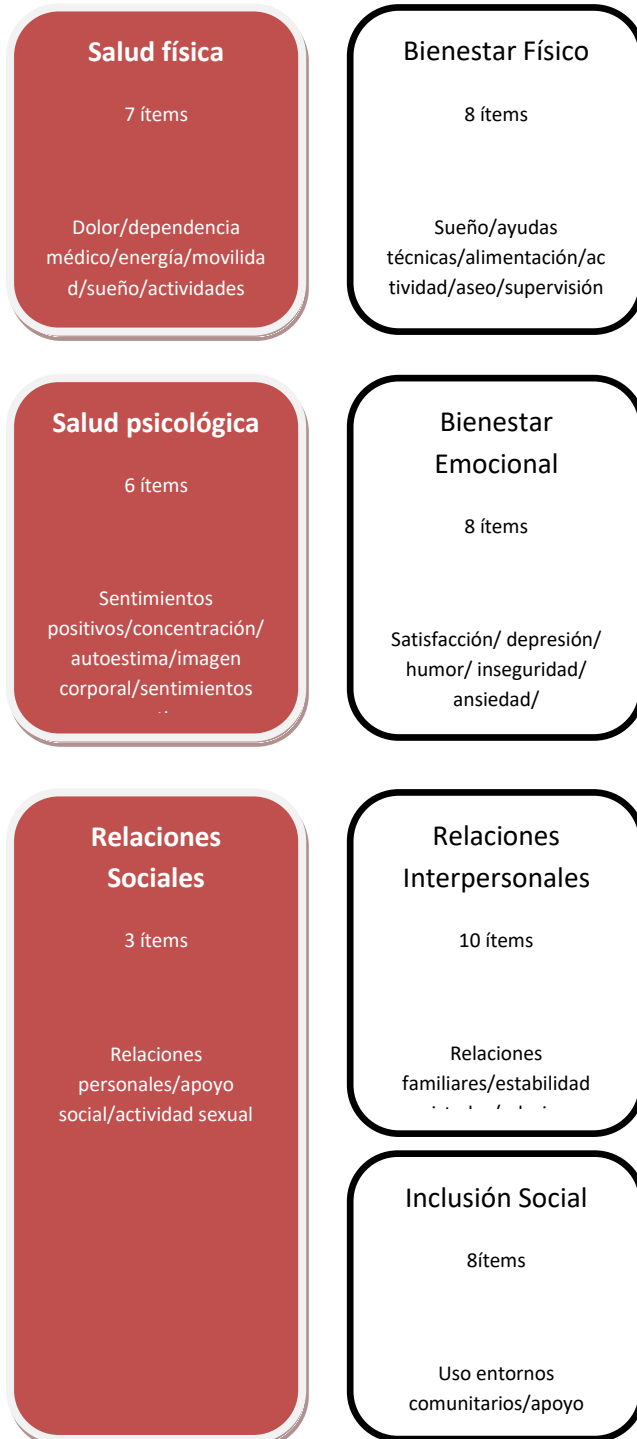 Salud física
7 ítems
Dolor/dependencia
médico/energía/movilida
d/sueño/actividades
Bienestar Físico
8 ítems
Sueño/ayudas
técnicas/alimentación/ac
tividad/aseo/supervisión
Salud psicológica
6 ítems
Sentimientos
positivos/concentración/
autoestima/imagen
corporal/sentimientos
Bienestar
Emocional
8 ítems
Satisfacción/ depresión/
humor/ inseguridad/
ansiedad/
Relaciones
Sociales
3 ítems
Relaciones
personales/apoyo
social/actividad sexual
Relaciones
Interpersonales
10 ítems
Relaciones
familiares/estabilidad
Inclusión Social
8ítems
Uso entornos
comunitarios/apoyo